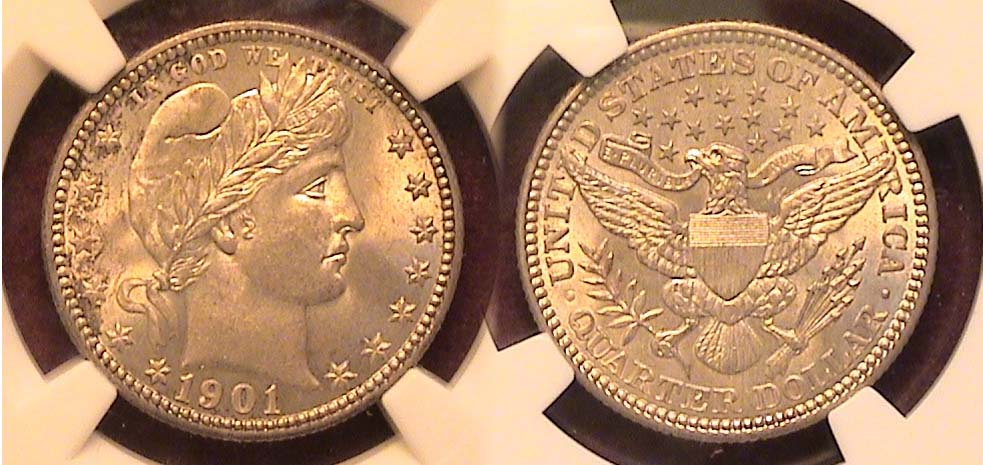 IN GOD WE TRUST
1901
UNITED STATES OF AMERICA
QUARTER DOLLAR